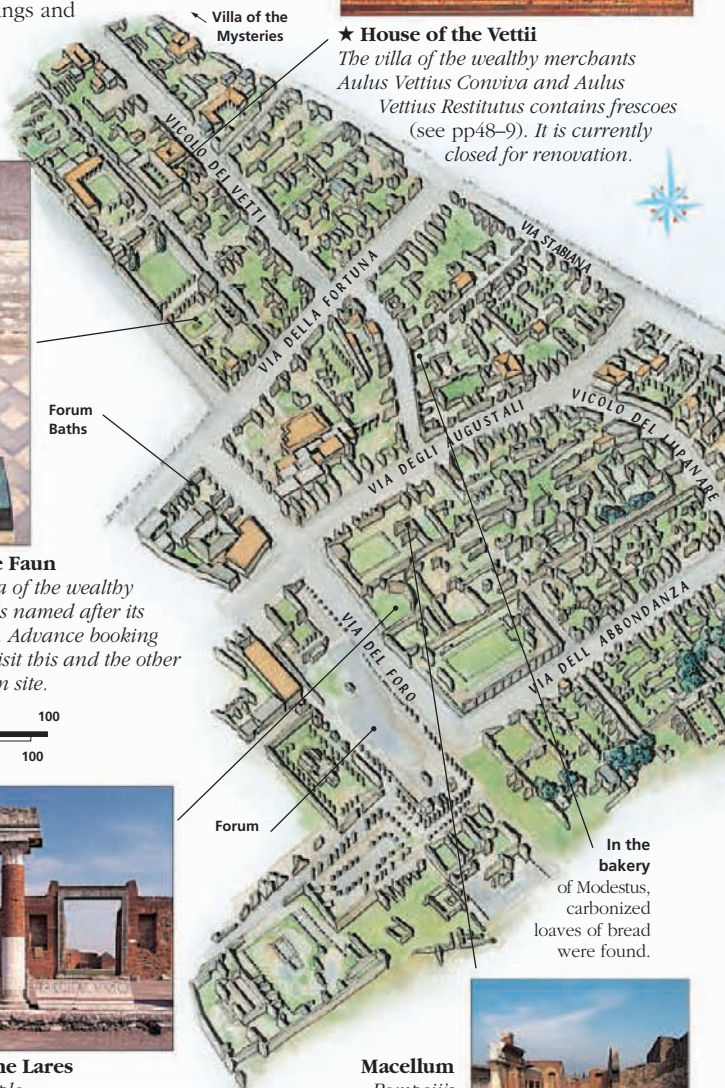 ings and
Villa of the
Mysteries
★ House of the Vettii
The villa of the wealthy merchants
Aulus Vettius Conviva and Aulus
Vettius Restitutus contains frescoes
(see pp48–9). It is currently
closed for renovation.
VICOLO DEI VETTI
VIA STABIANA
VIA DELLA FORTUNA
Forum
Baths
VIA DEGLI AUGUSTALI
VICOLO DEL LUPANARE
e Faun
a of the wealthy
s named after its
. Advance booking
isit this and the other
n site.
VIA DEL FORO
VIA DELL ABBONDANZA
100
100
Forum
In the
bakery
of Modestus,
carbonized
loaves of bread
were found.
ne Lares
Macellum
Pompeii's